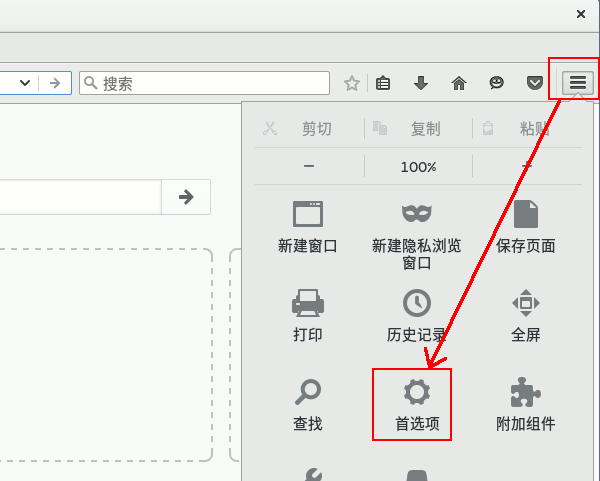 搜索
剪切 复制 粘贴
− 100% +
新建窗口 新建隐私浏览窗口 保存页面
打印 历史记录 全屏
查找 首选项 附加组件